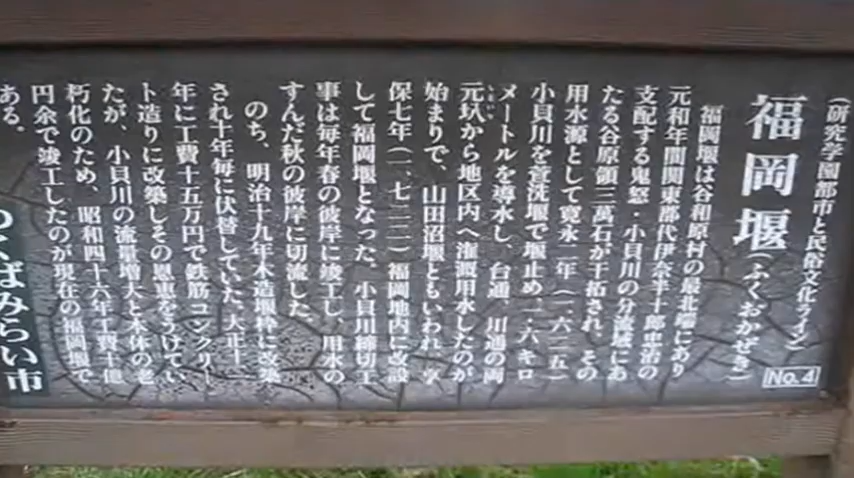 （研究学園都市と民俗文化ライン）
福岡堰（ふくおかぜき）
No.4
福岡堰は谷和原村の最北端にあり
元和年間関東郡代伊奈半十郎忠治の
支配する鬼怒・小貝川の分流域にあ
たる谷原領三萬石が干拓され、その
用水源として寛永二年（一、六二五）
小貝川を萱洗堰で堰止め一、六キロ
メートルを導水し、台通、川通の両
元圦から地区内へ潅漑用水したのが
始まりで、山田沼堰ともいわれ、享
保七年（一、七二二）福岡地内に改設
して福岡堰となった。小貝川締切工
事は毎年春の彼岸に竣工し、用水の
すんだ秋の彼岸に切流した。
のち、明治十九年木造堰枠に改築
され十年毎に伏替していた。大正十二
年に工費十五万円で鉄筋コンクリー
ト造りに改築しその恩恵をうけてい
たが、小貝川の流量増大と本体の老
朽化のため、昭和四十六年工費十億
円余で竣工したのが現在の福岡堰で
ある。
つくばみらい市